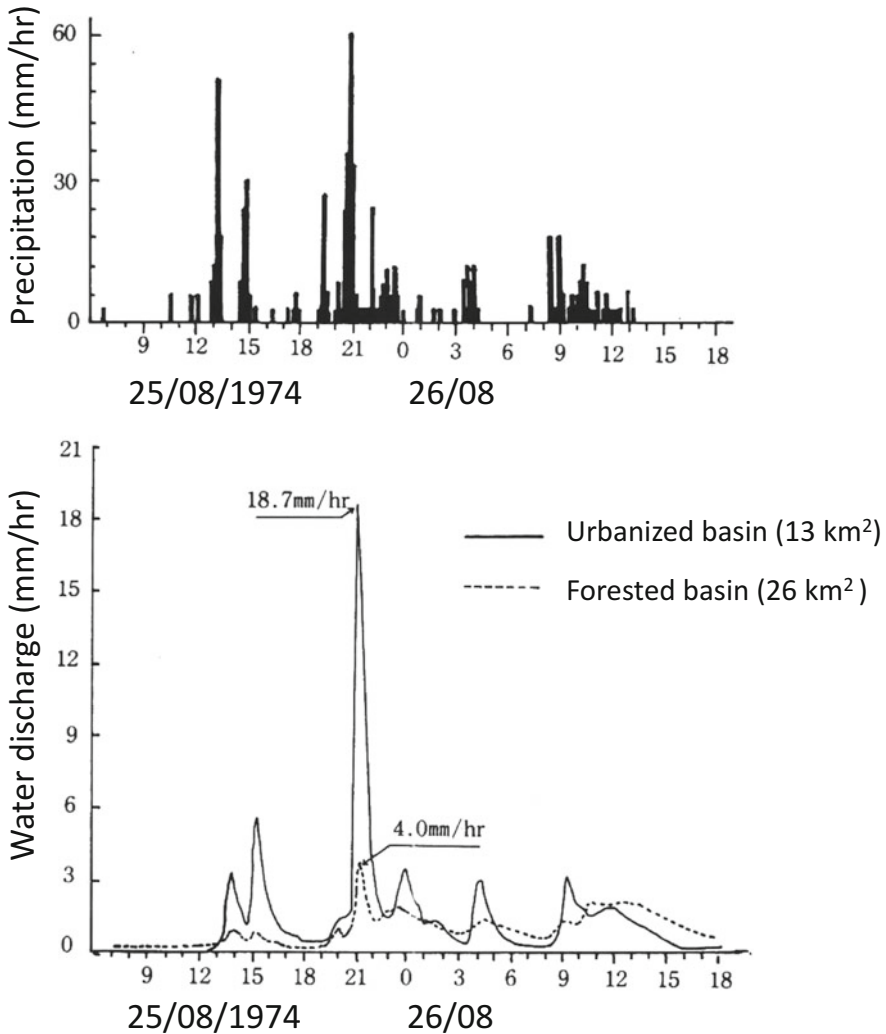 Precipitation (mm/hr)
60
30
0
9 12 15 18 21 0 3 6 9 12 15 18
25/08/1974 26/08
Water discharge (mm/hr)
21
18
15
12
9
6
3
0
18.7mm/hr
4.0mm/hr
Urbanized basin (13 km²)
Forested basin (26 km²)
9 12 15 18 21 0 3 6 9 12 15 18
25/08/1974 26/08